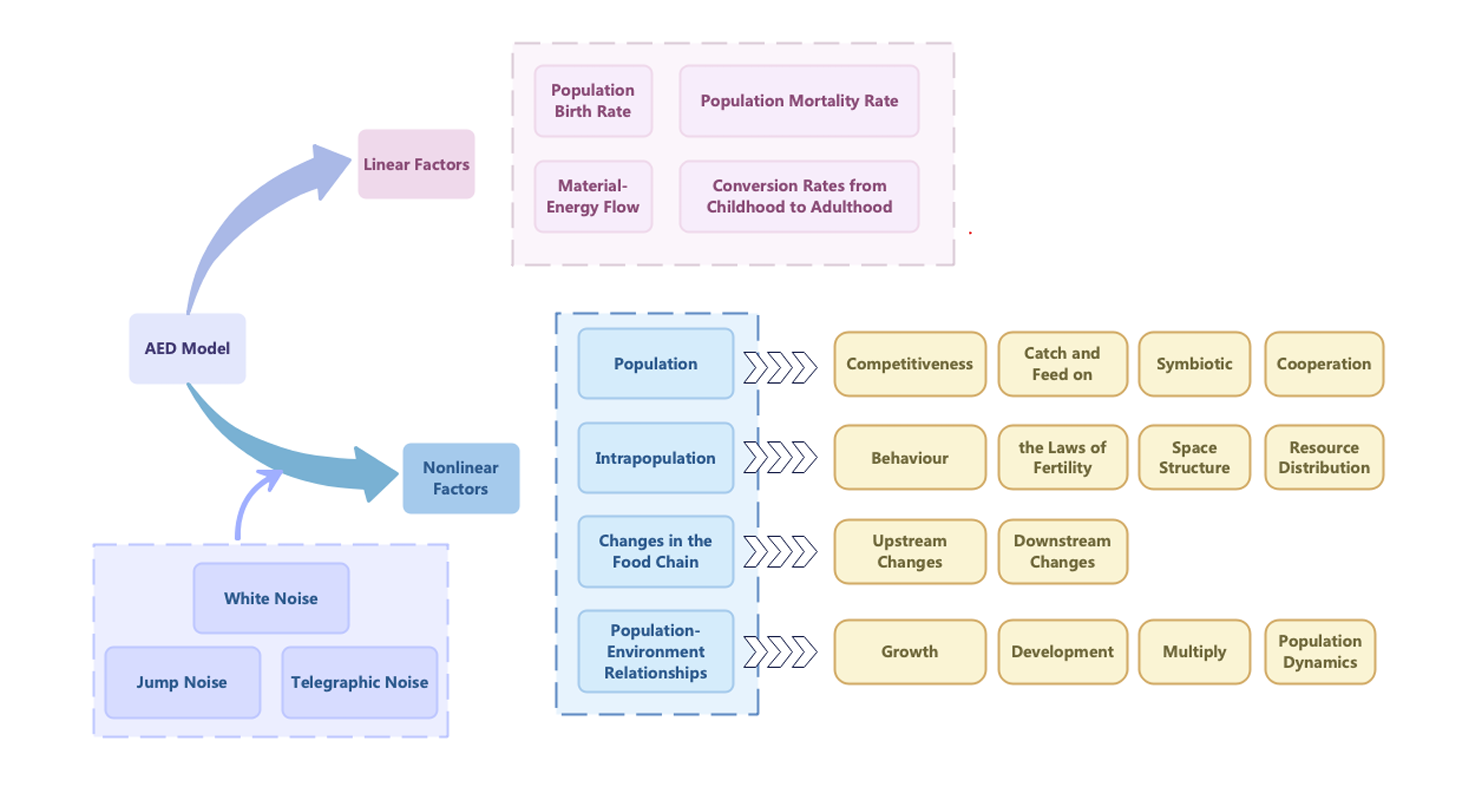 Population
Birth Rate
Population Mortality Rate
Linear Factors
Material-
Energy Flow
Conversion Rates from
Childhood to Adulthood
AED Model
Nonlinear
Factors
White Noise
Jump Noise
Telegraphic Noise
Population
Competitiveness
Catch and
Feed on
Symbiotic
Cooperation
Intrapopulation
Behaviour
the Laws of
Fertility
Space
Structure
Resource
Distribution
Changes in the
Food Chain
Upstream
Changes
Downstream
Changes
Population-
Environment
Relationships
Growth
Development
Multiply
Population
Dynamics